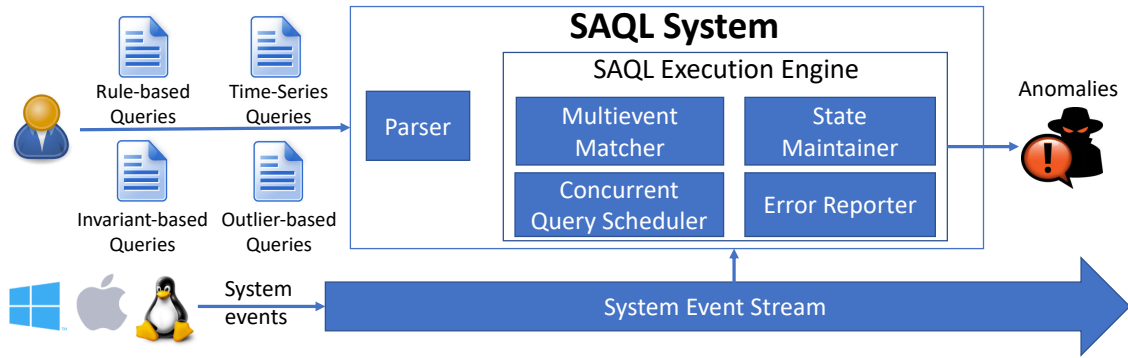 SAQL System
SAQL Execution Engine
Rule-based
Queries
Time-Series
Queries
Invariant-based
Queries
Outlier-based
Queries
Parser
Multievent
Matcher
State
Maintainer
Concurrent
Query Scheduler
Error Reporter
Anomalies
!
System
events
System Event Stream